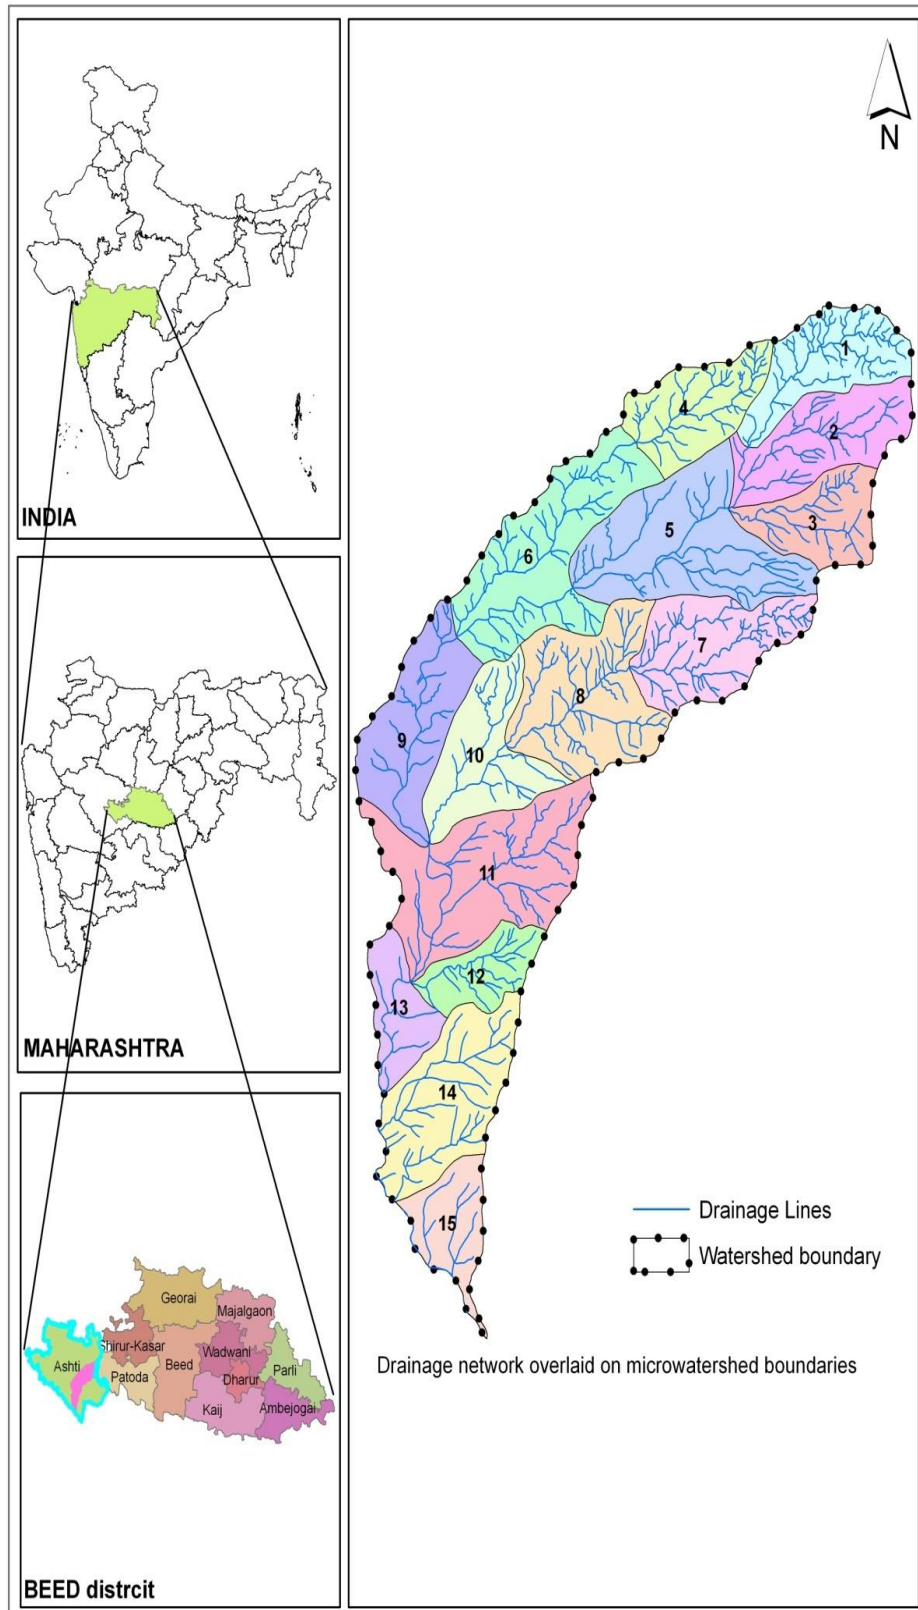 INDIA
MAHARASHTRA
Georai
Majalgaon
Shirur-Kasar
Wadwani
Ashti
Patoda
Beed
Dharur
Parli
Kaij
Ambejogai
BEED distrcit
N
1
2
3
4
5
6
7
8
9
10
11
12
13
14
15
Drainage Lines
Watershed boundary
Drainage network overlaid on microwatershed boundaries